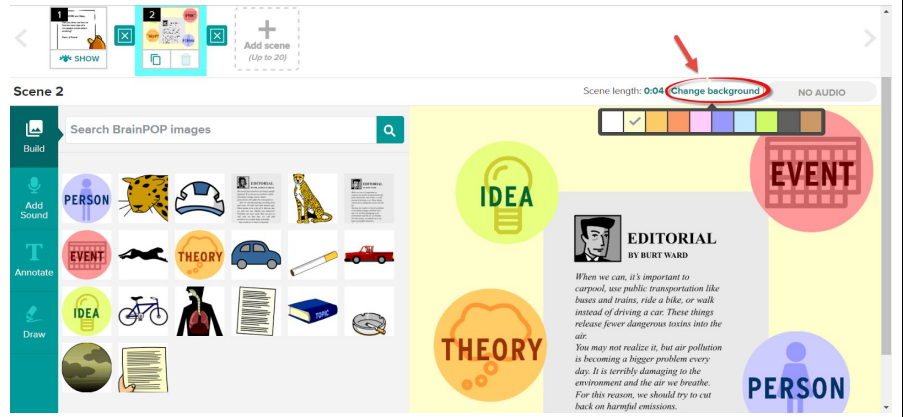 1
SHOW
2
Add scene
(Up to 20)
Scene 2
Scene length: 0:04
Change background
NO AUDIO
Build
Add
Sound
Annotate
Draw
Search BrainPOP images
PERSON
EDITORIAL
EVENT
THEORY
IDEA
TOPIC
IDEA
EVENT
THEORY
PERSON
EDITORIAL
BY BURT WARD
When we can, it's important to
carpool, use public transportation like
buses and trains, ride a bike, or walk
instead of driving a car. These things
release fewer dangerous toxins into the
air.
You may not realize it, but air pollution
is becoming a bigger problem every
day. It is terribly damaging to the
environment and the air we breathe.
For this reason, we should try to cut
back on harmful emissions.